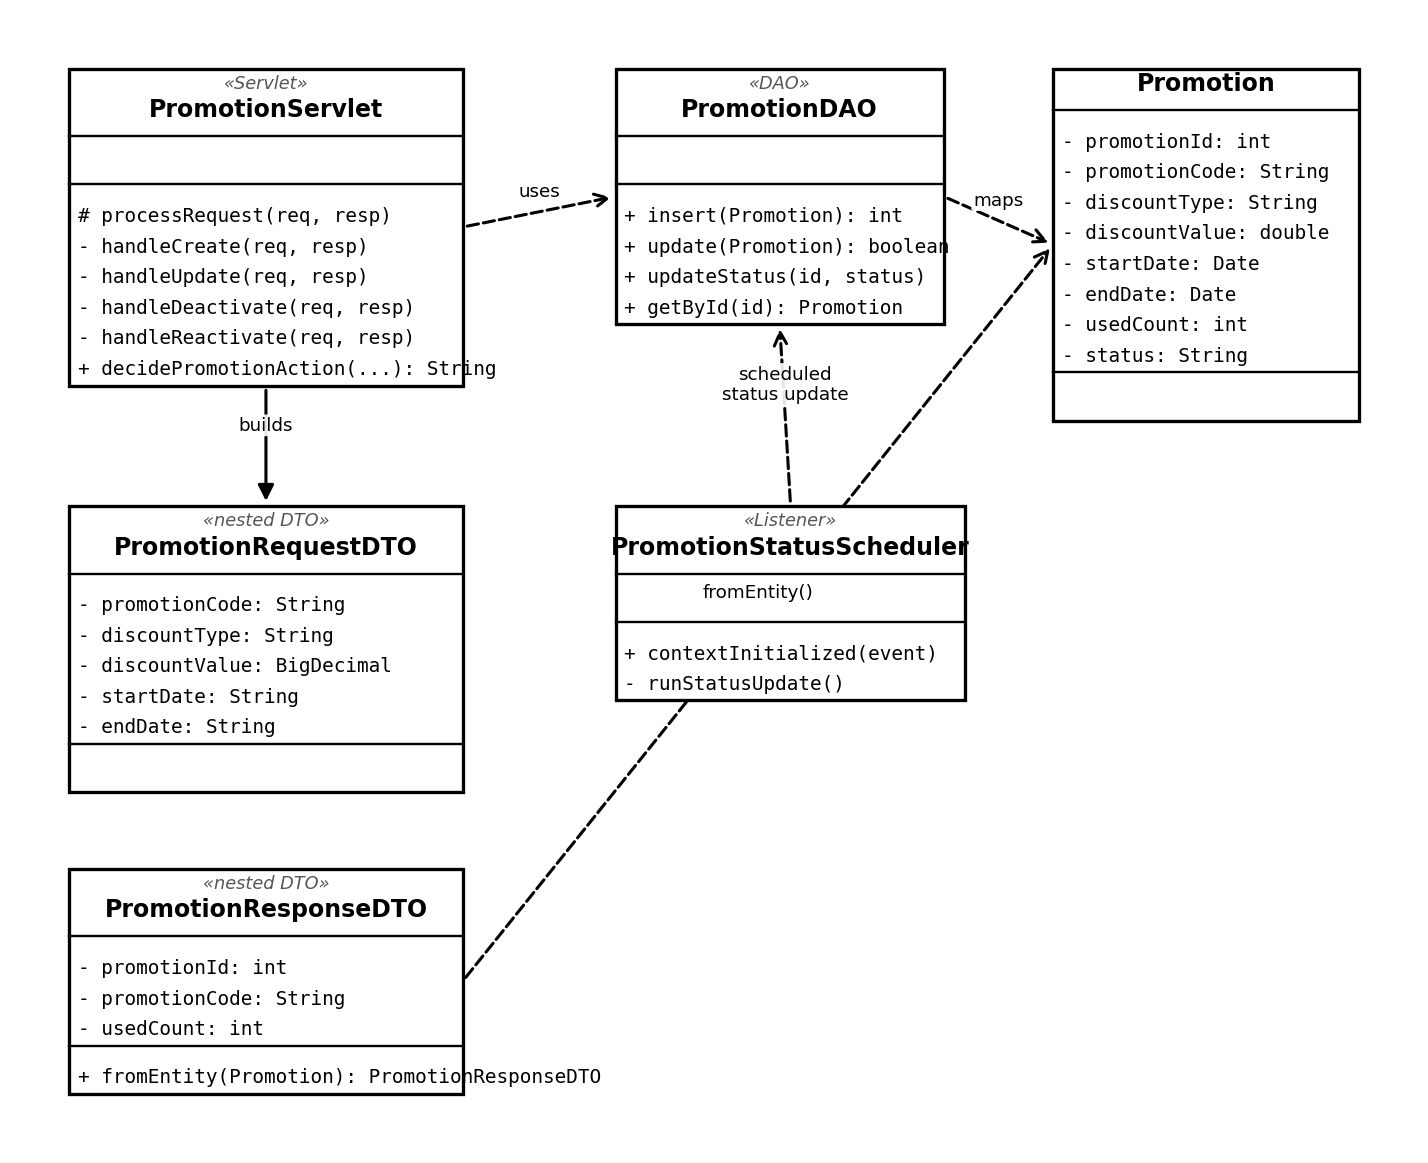 «Servlet»
PromotionServlet
# processRequest(req, resp)
- handleCreate(req, resp)
- handleUpdate(req, resp)
- handleDeactivate(req, resp)
- handleReactivate(req, resp)
+ decidePromotionAction(...): String
uses
«DAO»
PromotionDAO
+ insert(Promotion): int
+ update(Promotion): boolean
+ updateStatus(id, status)
+ getById(id): Promotion
maps
Promotion
- promotionId: int
- promotionCode: String
- discountType: String
- discountValue: double
- startDate: Date
- endDate: Date
- usedCount: int
- status: String
builds
scheduled
status update
«nested DTO»
PromotionRequestDTO
- promotionCode: String
- discountType: String
- discountValue: BigDecimal
- startDate: String
- endDate: String
«Listener»
PromotionStatusScheduler
fromEntity()
+ contextInitialized(event)
- runStatusUpdate()
«nested DTO»
PromotionResponseDTO
- promotionId: int
- promotionCode: String
- usedCount: int
+ fromEntity(Promotion): PromotionResponseDTO